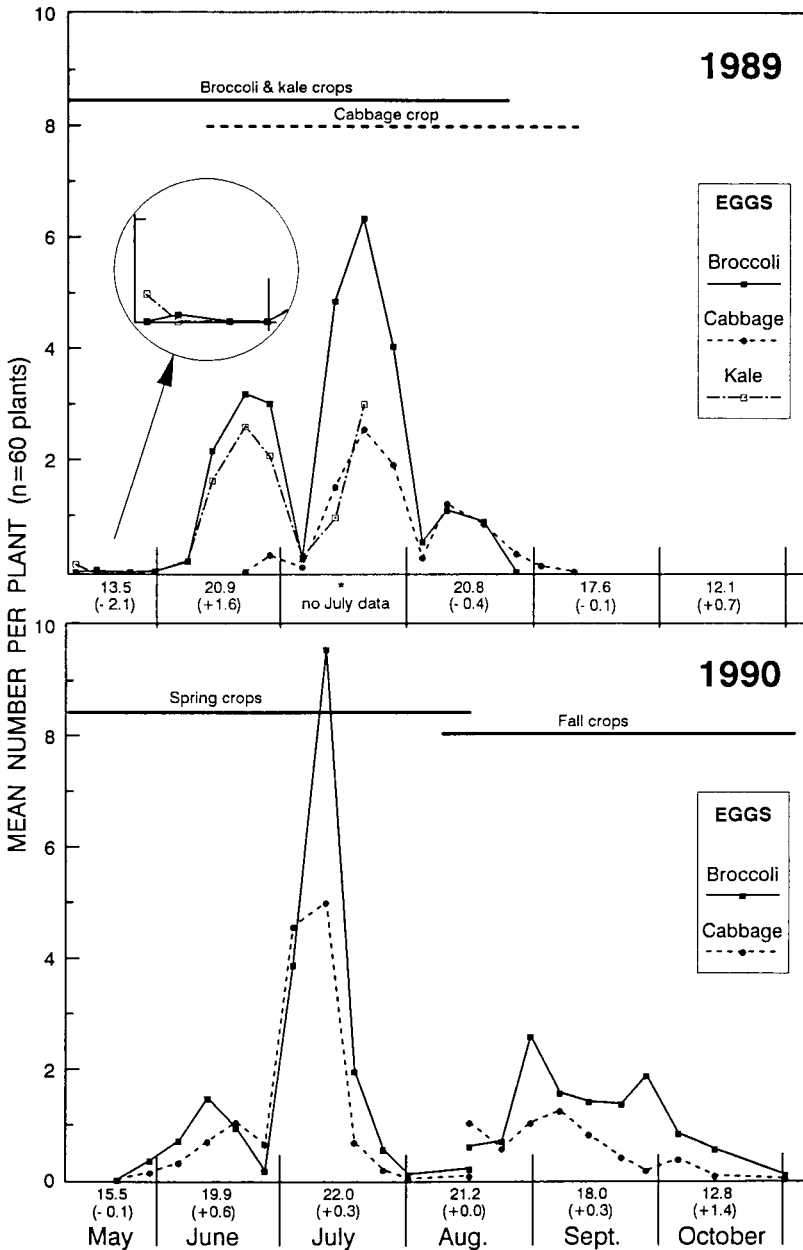 MEAN NUMBER PER PLANT (n=60 plants)
10
8
6
4
2
1989
Broccoli & kale crops
Cabbage crop
EGGS
Broccoli
Cabbage
Kale
13.5 20.9 * 20.8 17.6 12.1
(- 2.1) (+1.6) no July data (- 0.4) (- 0.1) (+0.7)
10
8
6
4
2
0
1990
Spring crops
Fall crops
EGGS
Broccoli
Cabbage
15.5 19.9 22.0 21.2 18.0 12.8
(- 0.1) (+0.6) (+0.3) (+0.0) (+0.3) (+1.4)
May June July Aug. Sept. October